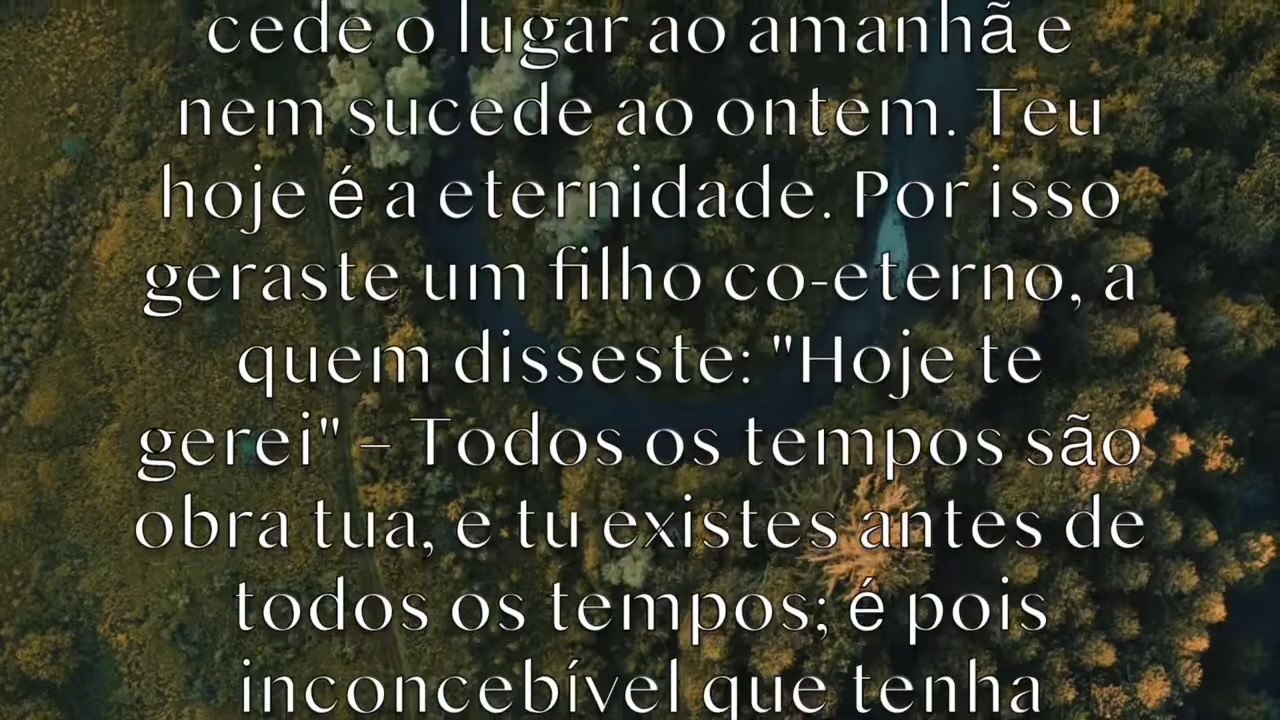 cede o lugar ao amanhã e
nem sucede ao ontem. Teu
hoje é a eternidade. Por isso
geraste um filho co-eterno, a
quem disseste: "Hoje te
gerei" – Todos os tempos são
obra tua, e tu existes antes de
todos os tempos; é pois
inconcebível que tenha